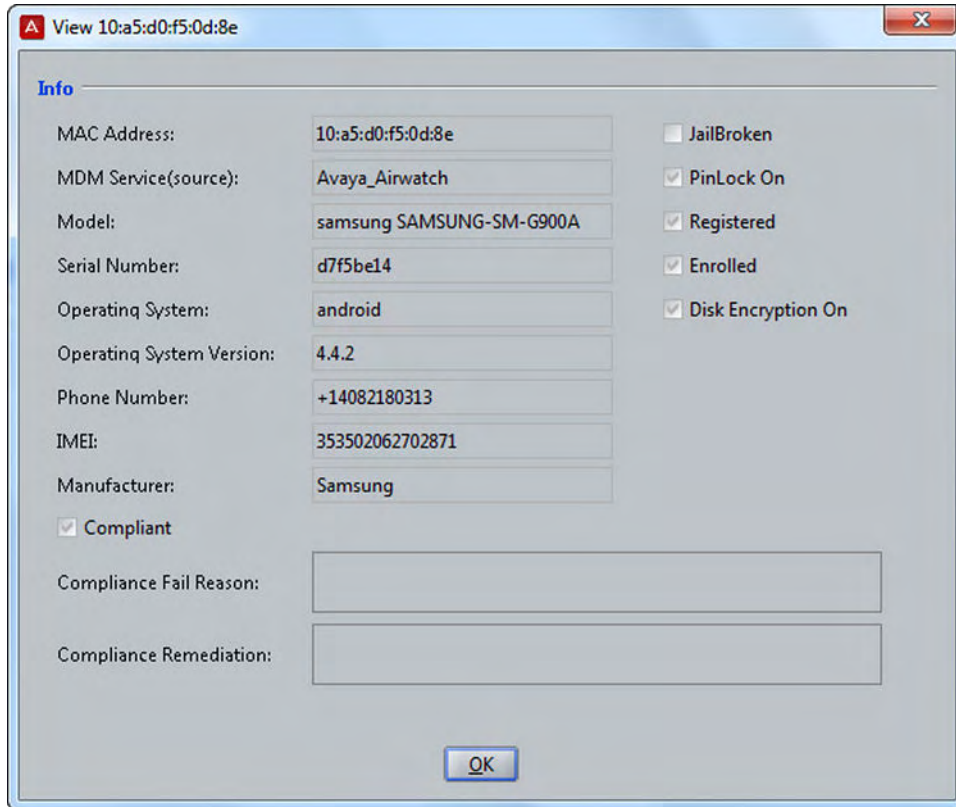 View 10:a5:d0:f5:0d:8e
Info
MAC Address: 10:a5:d0:f5:0d:8e JailBroken
MDM Service(source): Avaya_Airwatch PinLock On
Model: samsung SAMSUNG-SM-G900A Registered
Serial Number: d7f5be14 Enrolled
Operating System: android Disk Encryption On
Operating System Version: 4.4.2
Phone Number: +14082180313
IMEI: 353502062702871
Manufacturer: Samsung
Compliant
Compliance Fail Reason:
Compliance Remediation:
OK